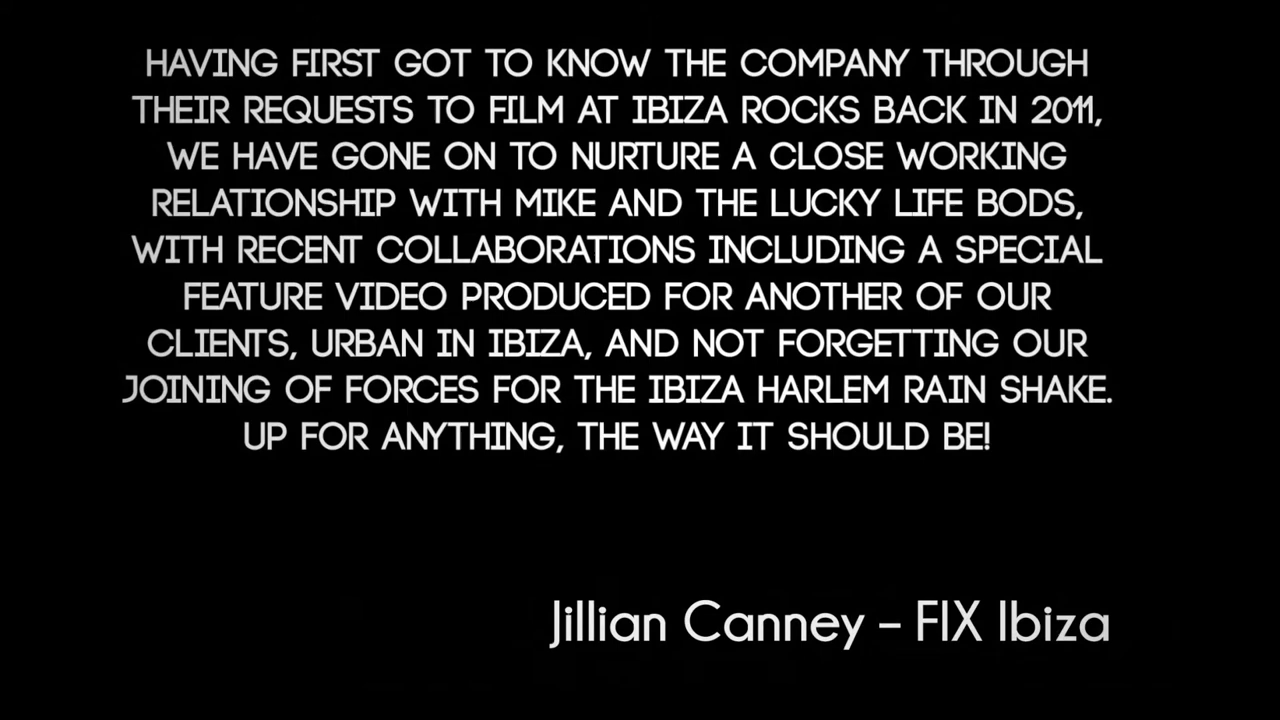 HAVING FIRST GOT TO KNOW THE COMPANY THROUGH
THEIR REQUESTS TO FILM AT IBIZA ROCKS BACK IN 2011,
WE HAVE GONE ON TO NURTURE A CLOSE WORKING
RELATIONSHIP WITH MIKE AND THE LUCKY LIFE BODS,
WITH RECENT COLLABORATIONS INCLUDING A SPECIAL
FEATURE VIDEO PRODUCED FOR ANOTHER OF OUR
CLIENTS, URBAN IN IBIZA, AND NOT FORGETTING OUR
JOINING OF FORCES FOR THE IBIZA HARLEM RAIN SHAKE.
UP FOR ANYTHING, THE WAY IT SHOULD BE!
Jillian Canney – FIX Ibiza